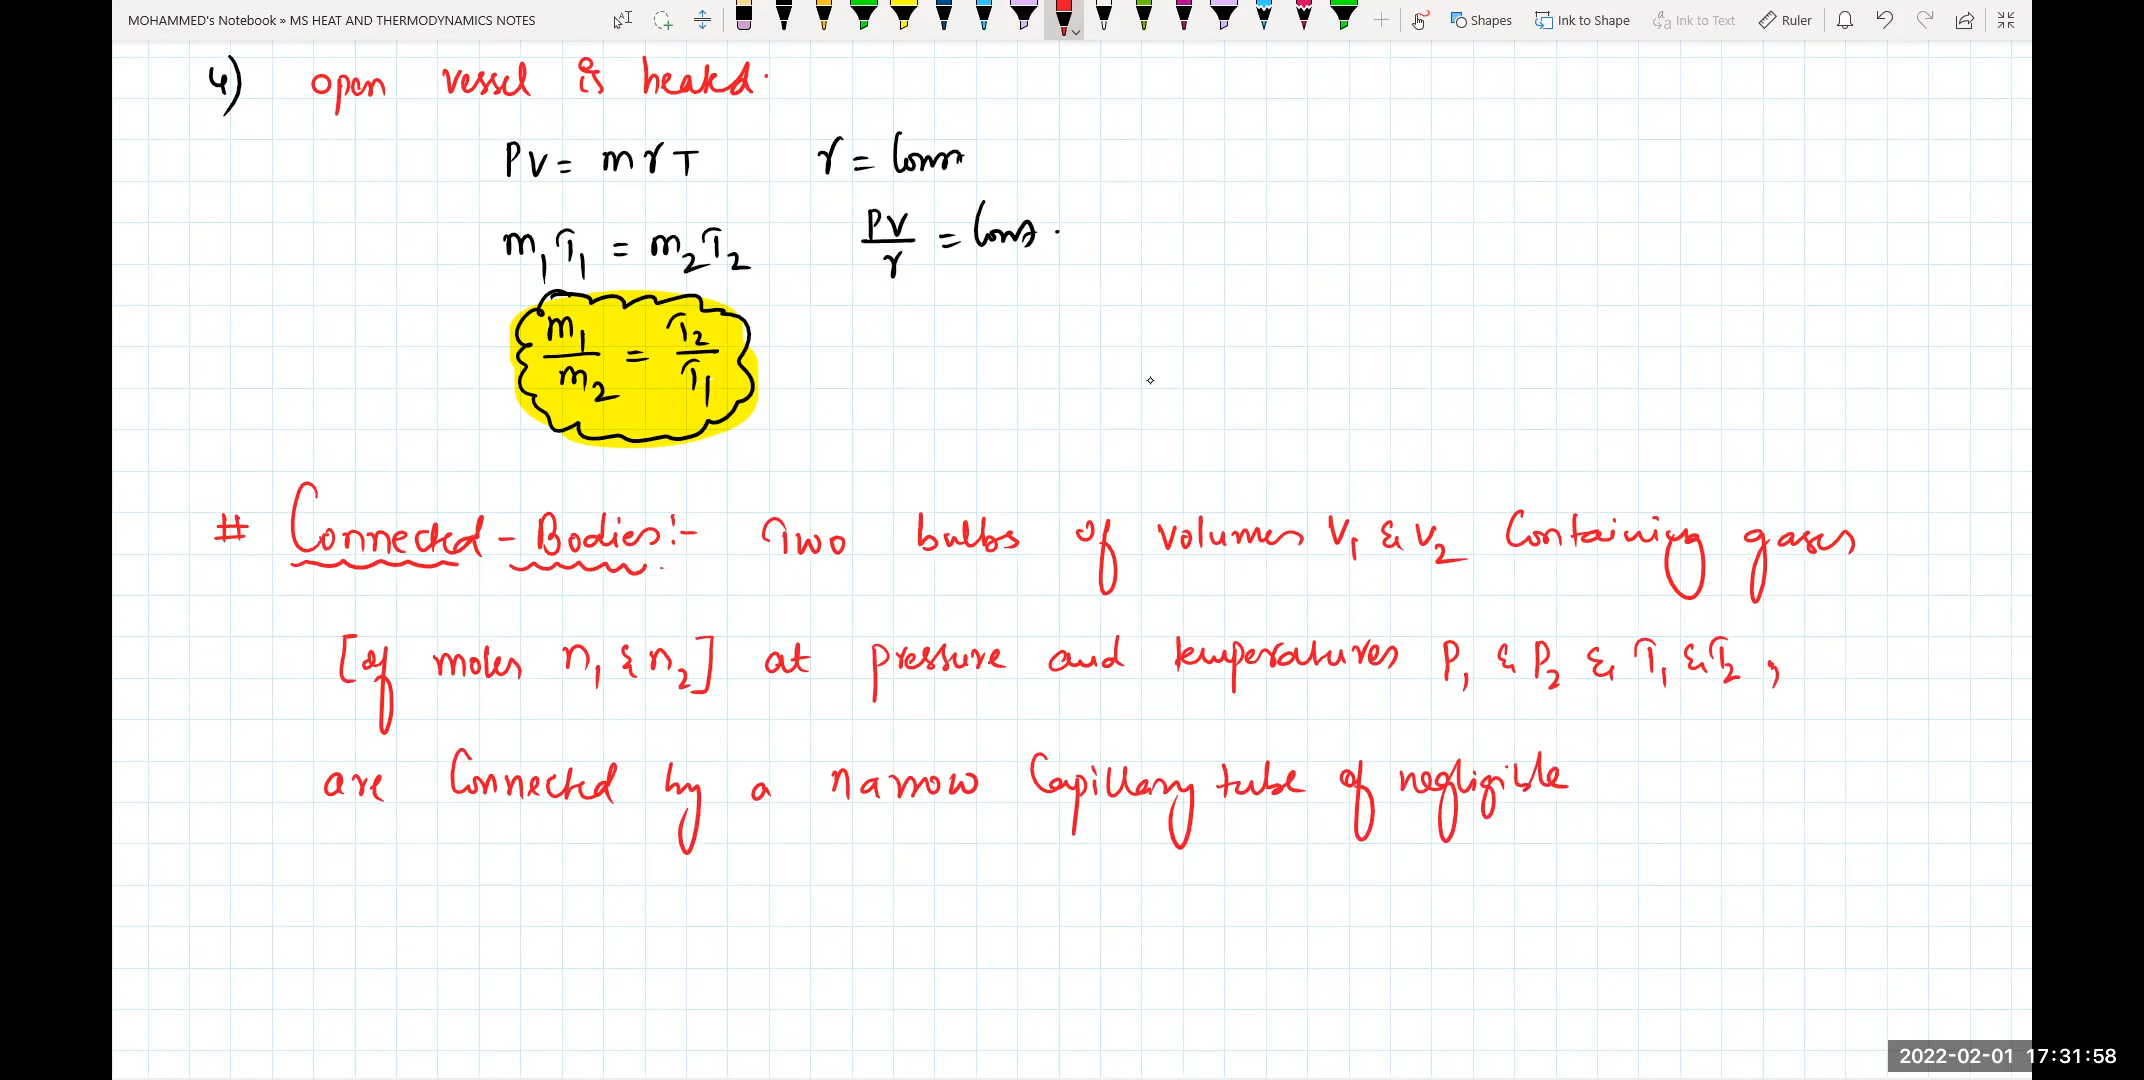 MOHAMMED's Notebook » MS HEAT AND THERMODYNAMICS NOTES
Shapes Ink to Shape Ink to Text Ruler
4) open vessel is heated.
PV = mrT r = Const
m₁T₁ = m₂T₂ PV/r = Const.
m₁/m₂ = T₂/T₁
# Connected - Bodies:- Two bulbs of volumes V₁ & V₂ Containing gases
[of moles n₁ & n₂] at pressure and temperatures P₁ & P₂ & T₁ & T₂,
are Connected by a narrow Capillary tube of negligible
2022-02-01 17:31:58